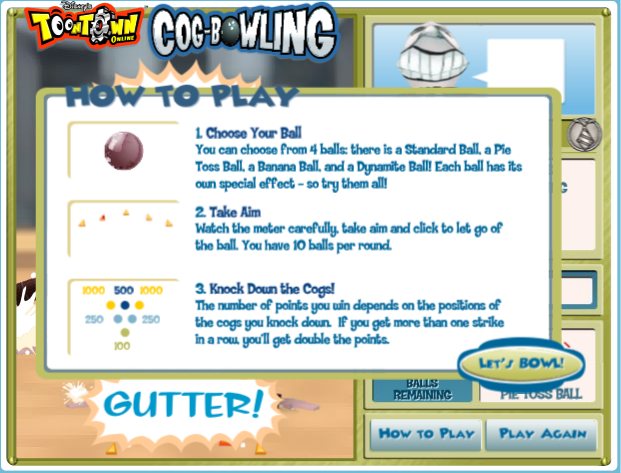 Disney's
TOONTOWN
ONLINE
COG-BOWLING
HOW TO PLAY
1. Choose Your Ball
You can choose from 4 balls: there is a Standard Ball, a Pie
Toss Ball, a Banana Ball, and a Dynamite Ball! Each ball has its
own special effect - so try them all!
2. Take Aim
Watch the meter carefully, take aim and click to let go of
the ball. You have 10 balls per round.
1000 500 1000
250 250
100
3. Knock Down the Cogs!
The number of points you win depends on the positions of
the cogs you knock down. If you get more than one strike
in a row, you'll get double the points.
LET'S BOWL!
BALLS
REMAINING
PIE TOSS BALL
GUTTER!
HOW TO PLAY
PLAY AGAIN